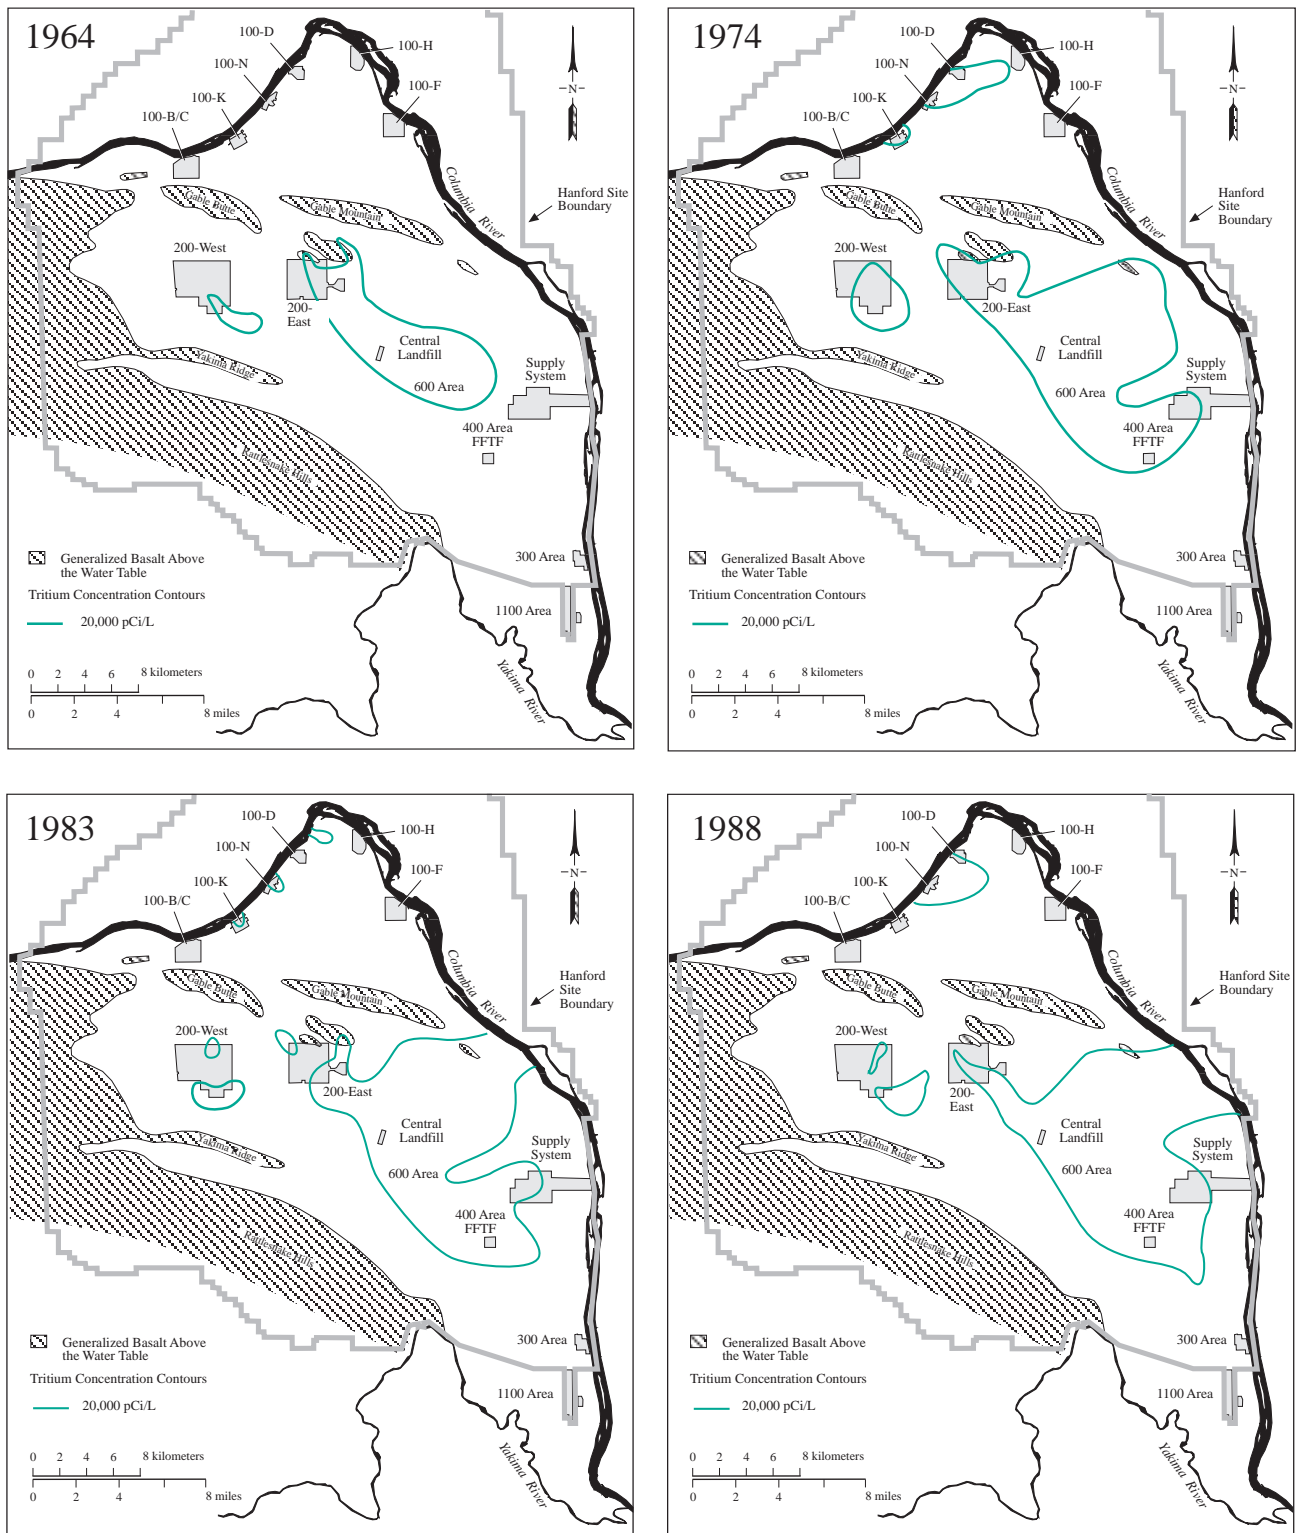 1964
100-D
100-H
100-N
100-K
100-F
100-B/C
N
Columbia River
Hanford Site
Boundary
Gable Butte
Gable Mountain
200-West
200-
East
Central
Landfill
Yakima Ridge
600 Area
Supply
System
400 Area
FFTF
Rattlesnake Hills
Generalized Basalt Above
the Water Table
300 Area
Tritium Concentration Contours
1100 Area
20,000 pCi/L
Yakima River
0 2 4 6 8 kilometers
0 2 4 8 miles
1974
100-D
100-H
100-N
100-K
100-F
100-B/C
N
Columbia River
Hanford
Site
Boundary
Gable Butte
Gable Mountain
200-West
200-East
Central
Landfill
Yakima Ridge
600 Area
Supply
System
400 Area
FFTF
Rattlesnake Hills
Generalized Basalt Above
the Water Table
300 Area
Tritium Concentration Contours
1100 Area
20,000 pCi/L
Yakima River
0 2 4 6 8 kilometers
0 2 4 8 miles
1983
100-D
100-H
100-N
100-K
100-F
100-B/C
N
Columbia River
Hanford
Site
Boundary
Gable Butte
Gable Mountain
200-West
200-East
Central
Landfill
Yakima Ridge
600 Area
Supply
System
400 Area
FFTF
Rattlesnake Hills
Generalized Basalt Above
the Water Table
300 Area
Tritium Concentration Contours
1100 Area
20,000 pCi/L
Yakima River
0 2 4 6 8 kilometers
0 2 4 8 miles
1988
100-D
100-H
100-N
100-K
100-F
100-B/C
N
Columbia River
Hanford Site
Boundary
Gable Butte
Gable Mountain
200-West
200-
East
Central
Landfill
Yakima Ridge
600 Area
Supply
System
400 Area
FFTF
Rattlesnake Hills
Generalized Basalt Above
the Water Table
300 Area
Tritium Concentration Contours
1100 Area
20,000 pCi/L
Yakima River
0 2 4 6 8 kilometers
0 2 4 8 miles